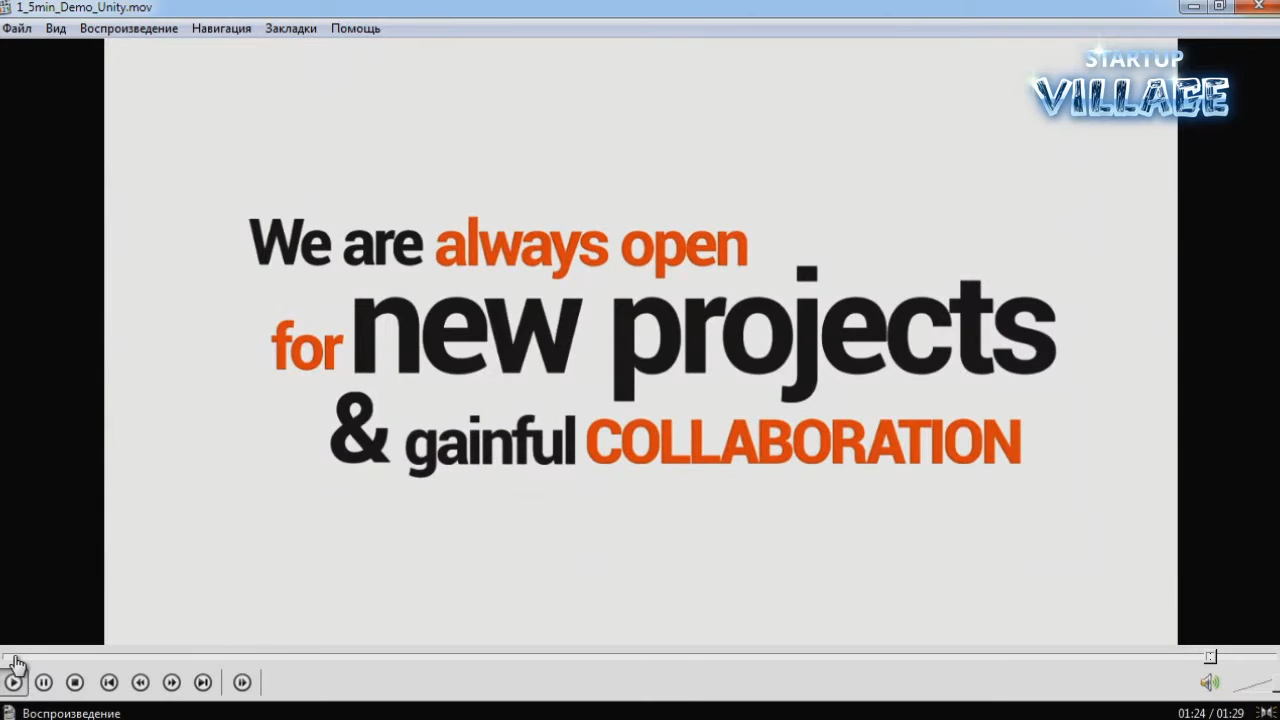 1_5min_Demo_Unity.mov
Файл Вид Воспроизведение Навигация Закладки Помощь
STARTUP
VILLAGE
We are always open
for new projects
& gainful COLLABORATION
Воспроизведение
01:24 / 01:29